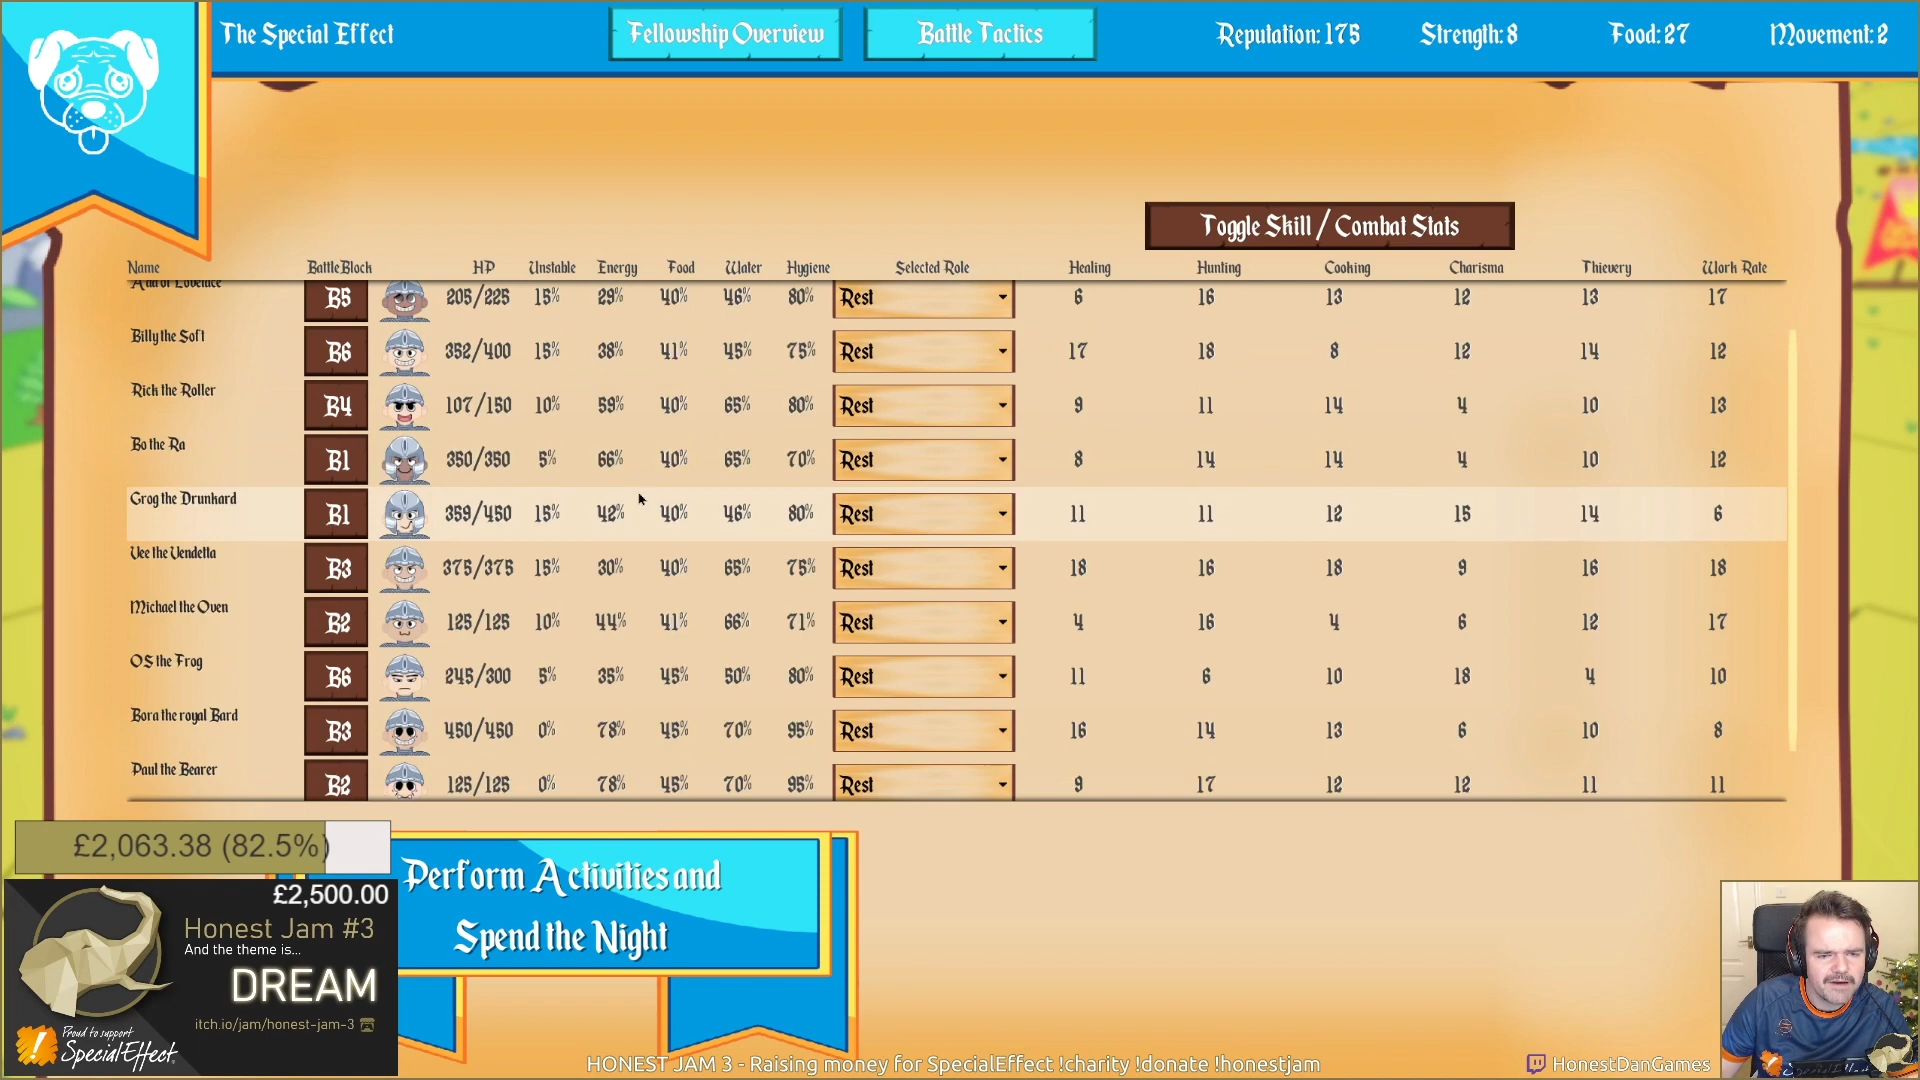 The Special Effect
Fellowship Overview
Battle Tactics
Reputation: 175
Strength: 8
Food: 27
Movement: 2
Toggle Skill / Combat Stats
Name BattleBlock HP Unstable Energy Food Water Hygiene Selected Role Healing Hunting Cooking Charisma Thievery Work Rate
B5 205/225 15% 29% 40% 46% 80% Rest 6 16 13 12 13 17
Billy the Soft B6 352/400 15% 38% 41% 45% 75% Rest 17 18 8 12 14 12
Rick the Roller B4 107/150 10% 59% 40% 65% 80% Rest 9 11 14 4 10 13
Bo the Ra B1 350/350 5% 66% 40% 65% 70% Rest 8 14 14 4 10 12
Grog the Drunkard B1 359/450 15% 42% 40% 46% 80% Rest 11 11 12 15 14 6
Vee the Vendetta B3 375/375 15% 30% 40% 65% 75% Rest 18 16 18 9 16 18
Michael the Oven B2 125/125 10% 44% 41% 66% 71% Rest 4 16 4 6 12 17
OS the Frog B6 245/300 5% 35% 45% 50% 80% Rest 11 6 10 18 4 10
Bora the royal Bard B3 450/450 0% 78% 45% 70% 95% Rest 16 14 13 6 10 8
Paul the Bearer B2 125/125 0% 78% 45% 70% 95% Rest 9 17 12 12 11 11
Perform Activities and
Spend the Night
£2,063.38 (82.5%)
£2,500.00
Honest Jam #3
And the theme is...
DREAM
itch.io/jam/honest-jam-3
Proud to support
SpecialEffect
HONEST JAM 3 - Raising money for SpecialEffect !charity !donate !honestjam
HonestDanGames